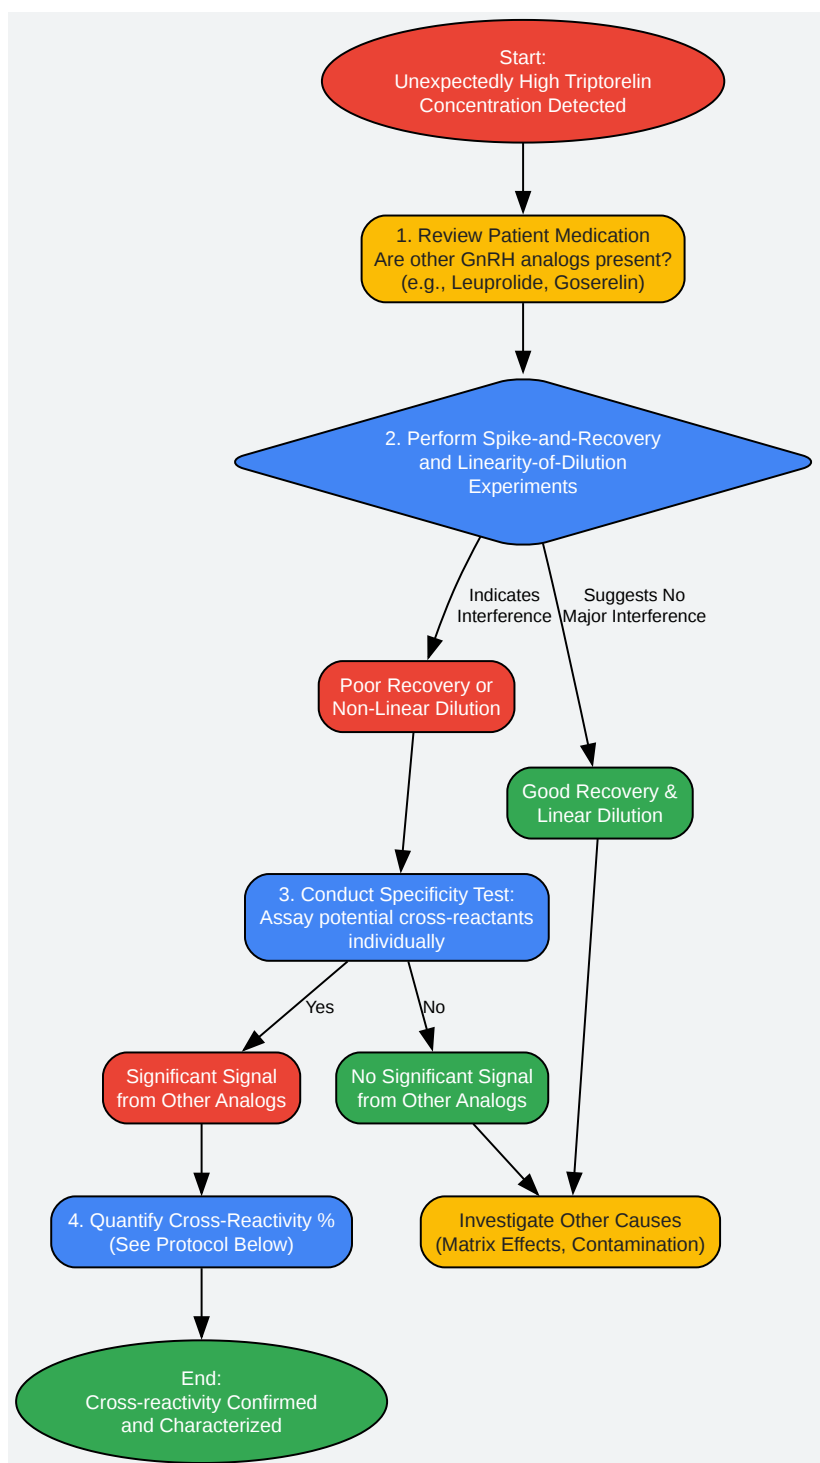 Start:
Unexpectedly High Triptorelin
Concentration Detected
1. Review Patient Medication
Are other GnRH analogs present?
(e.g., Leuprolide, Goserelin)
2. Perform Spike-and-Recovery
and Linearity-of-Dilution
Experiments
Indicates
Interference
Suggests No
Major Interference
Poor Recovery or
Non-Linear Dilution
Good Recovery &
Linear Dilution
3. Conduct Specificity Test:
Assay potential cross-reactants
individually
Yes
No
Significant Signal
from Other Analogs
No Significant Signal
from Other Analogs
4. Quantify Cross-Reactivity %
(See Protocol Below)
Investigate Other Causes
(Matrix Effects, Contamination)
End:
Cross-reactivity Confirmed
and Characterized